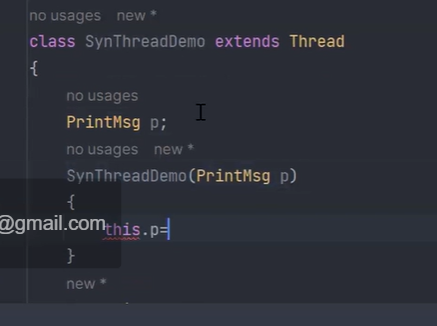 no usages   new *
class SynThreadDemo extends Thread
{
no usages
PrintMsg p;
no usages   new *
SynThreadDemo(PrintMsg p)
{
@gmail.com
this.p=
}
new *